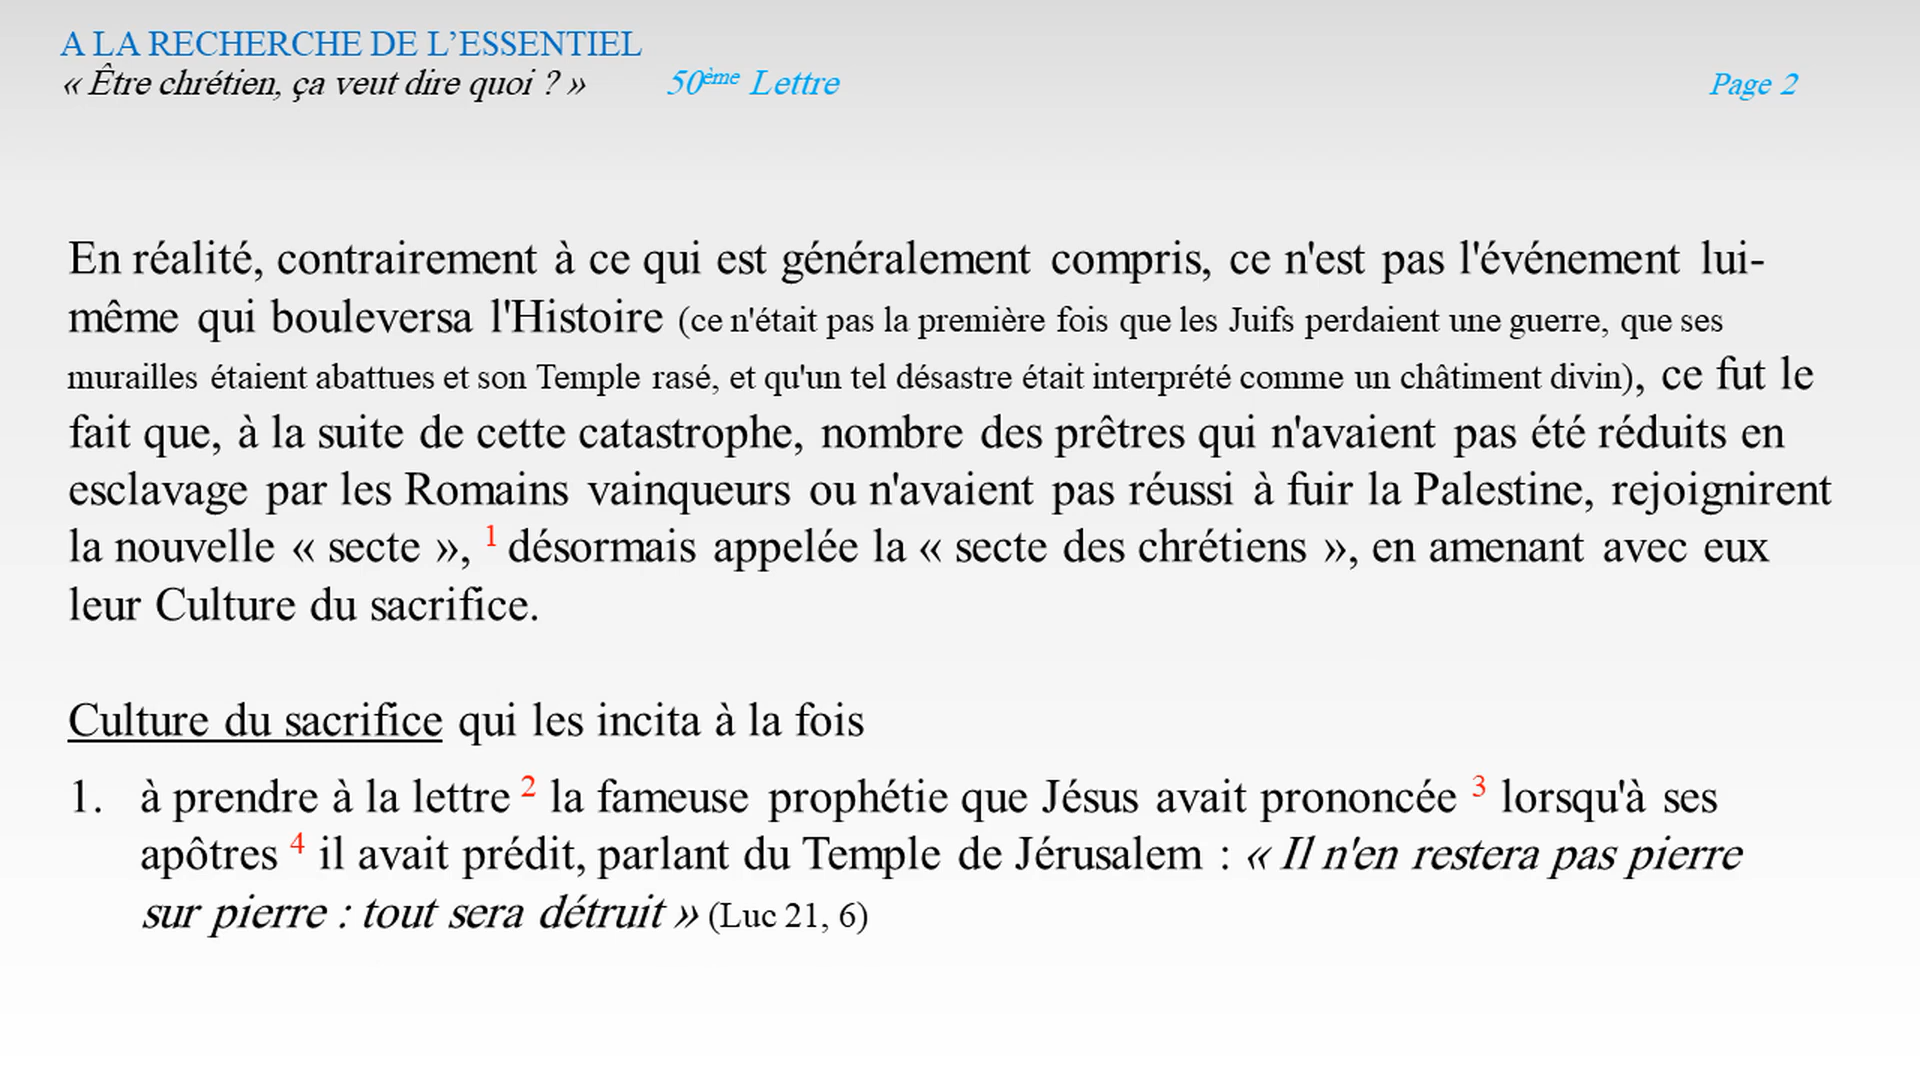 A LA RECHERCHE DE L’ESSENTIEL
« Être chrétien, ça veut dire quoi ? » 50ème Lettre Page 2
En réalité, contrairement à ce qui est généralement compris, ce n'est pas l'événement lui-
même qui bouleversa l'Histoire (ce n'était pas la première fois que les Juifs perdaient une guerre, que ses
murailles étaient abattues et son Temple rasé, et qu'un tel désastre était interprété comme un châtiment divin), ce fut le
fait que, à la suite de cette catastrophe, nombre des prêtres qui n'avaient pas été réduits en
esclavage par les Romains vainqueurs ou n'avaient pas réussi à fuir la Palestine, rejoignirent
la nouvelle « secte », 1 désormais appelée la « secte des chrétiens », en amenant avec eux
leur Culture du sacrifice.
Culture du sacrifice qui les incita à la fois
1. à prendre à la lettre 2 la fameuse prophétie que Jésus avait prononcée 3 lorsqu'à ses
apôtres 4 il avait prédit, parlant du Temple de Jérusalem : « Il n'en restera pas pierre
sur pierre : tout sera détruit » (Luc 21, 6)